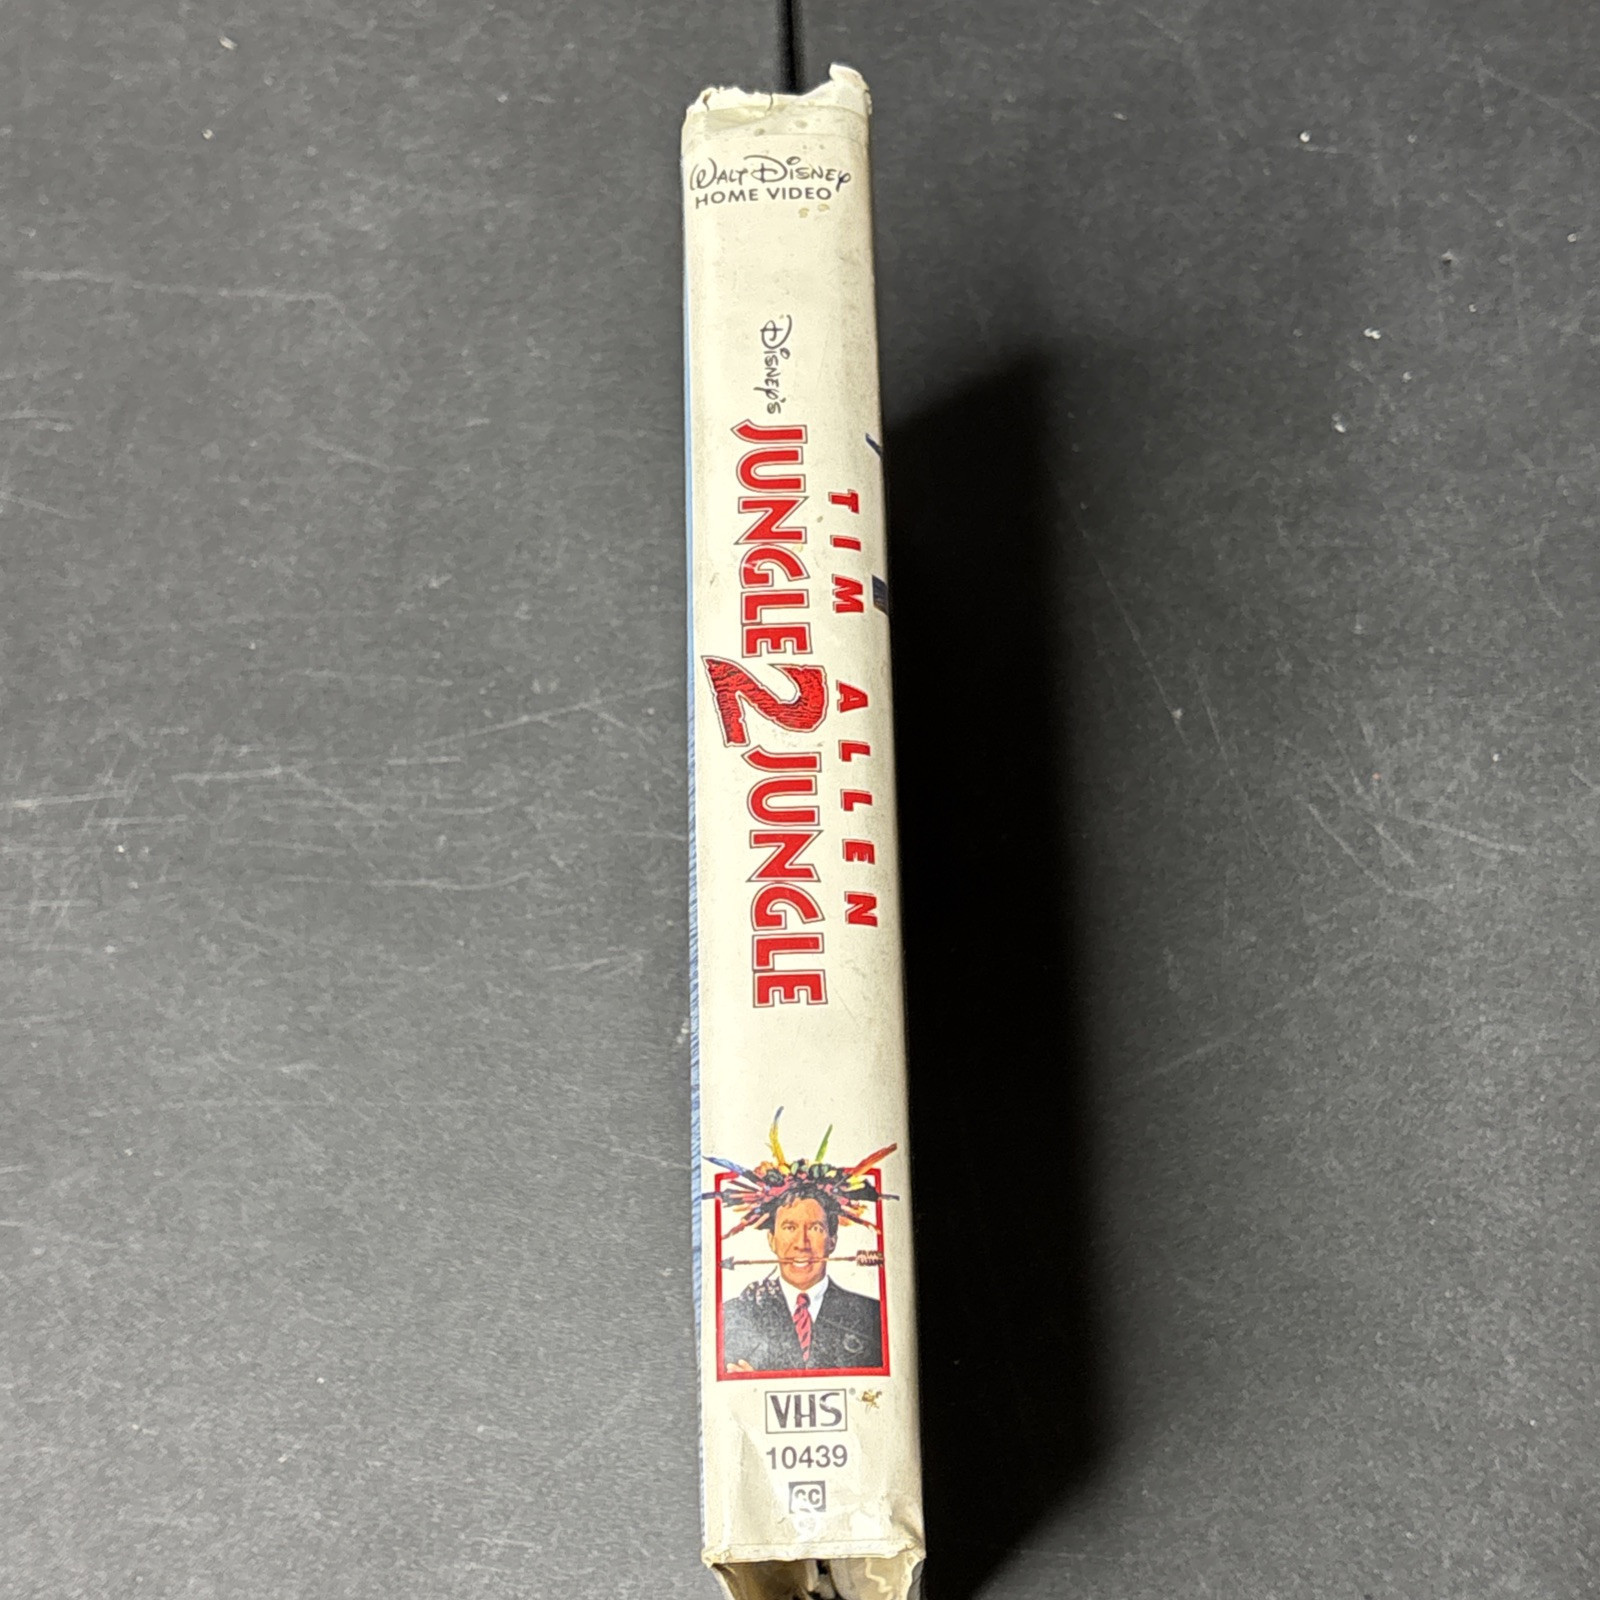 WALT DISNEY
HOME VIDEO
TIM ALLEN
DISNEY'S JUNGLE 2 JUNGLE
VHS®
10439
CC